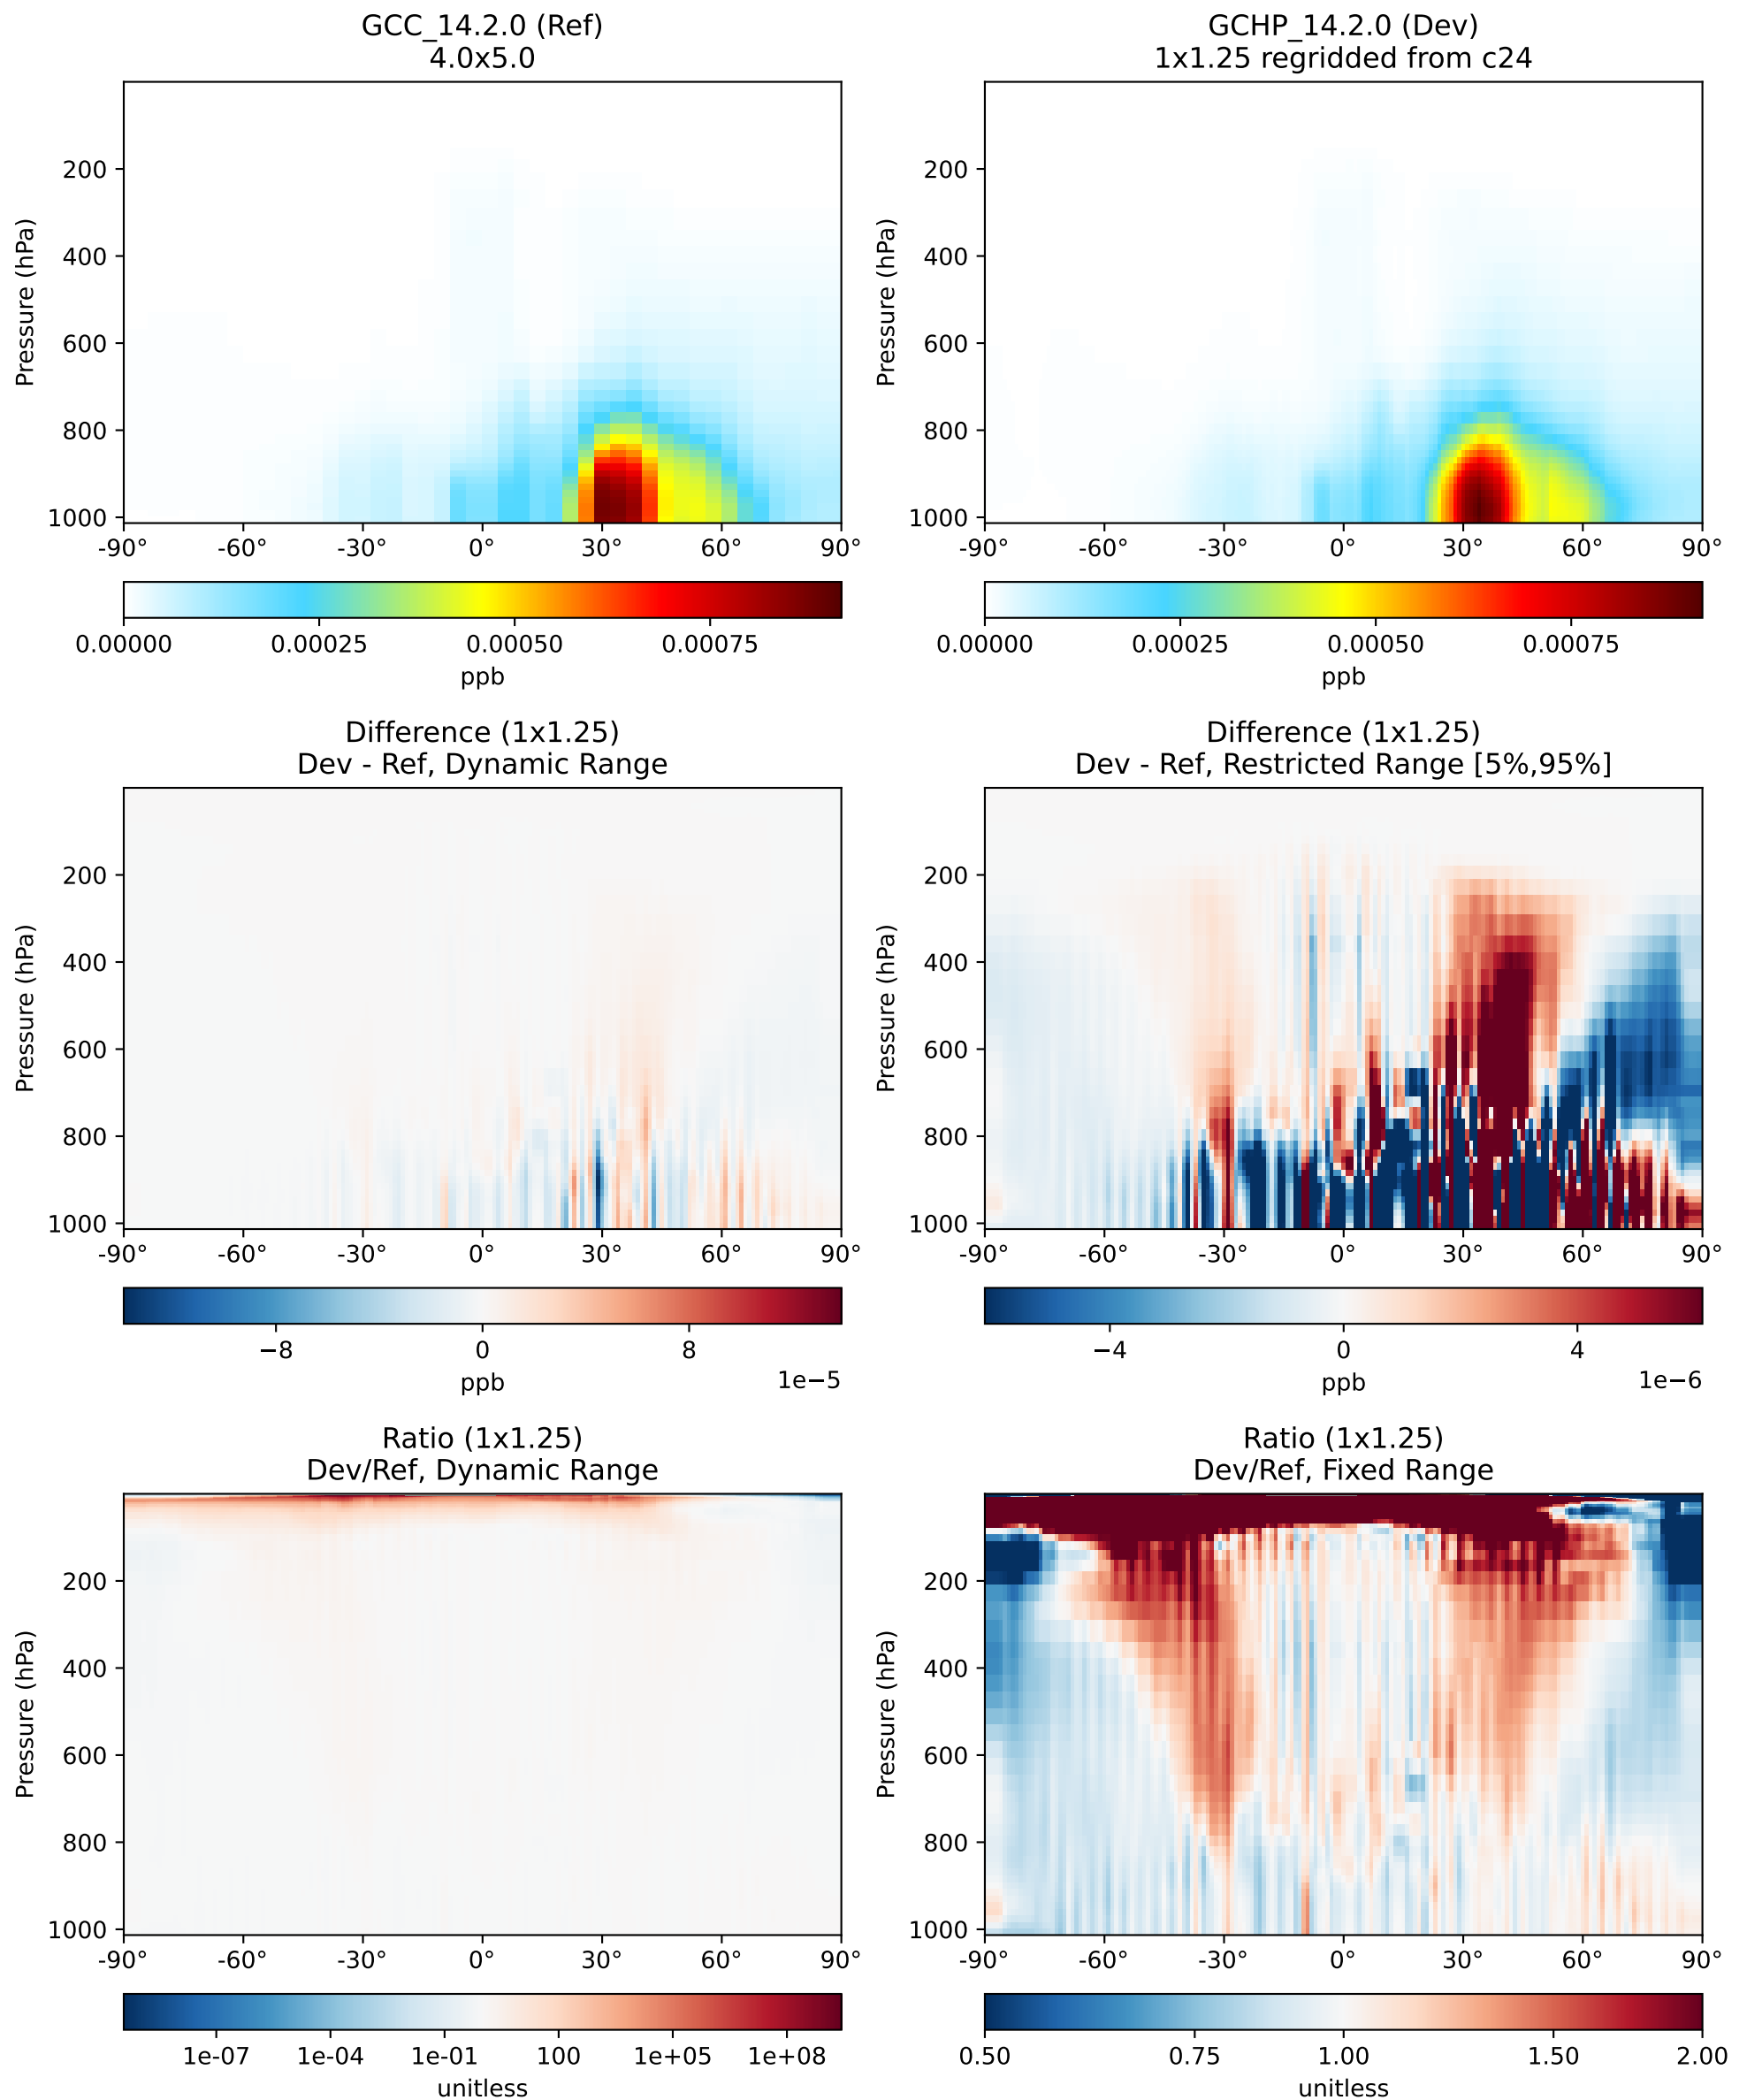 GCC_14.2.0 (Ref)
4.0x5.0
Pressure (hPa)
200
400
600
800
1000
-90° -60° -30° 0° 30° 60° 90°
0.00000 0.00025 0.00050 0.00075
ppb
GCHP_14.2.0 (Dev)
1x1.25 regridded from c24
Pressure (hPa)
200
400
600
800
1000
-90° -60° -30° 0° 30° 60° 90°
0.00000 0.00025 0.00050 0.00075
ppb
Difference (1x1.25)
Dev - Ref, Dynamic Range
Pressure (hPa)
200
400
600
800
1000
-90° -60° -30° 0° 30° 60° 90°
−8 0 8
ppb 1e−5
Difference (1x1.25)
Dev - Ref, Restricted Range [5%,95%]
Pressure (hPa)
200
400
600
800
1000
-90° -60° -30° 0° 30° 60° 90°
−4 0 4
ppb 1e−6
Ratio (1x1.25)
Dev/Ref, Dynamic Range
Pressure (hPa)
200
400
600
800
1000
-90° -60° -30° 0° 30° 60° 90°
1e-07 1e-04 1e-01 100 1e+05 1e+08
unitless
Ratio (1x1.25)
Dev/Ref, Fixed Range
Pressure (hPa)
200
400
600
800
1000
-90° -60° -30° 0° 30° 60° 90°
0.50 0.75 1.00 1.50 2.00
unitless